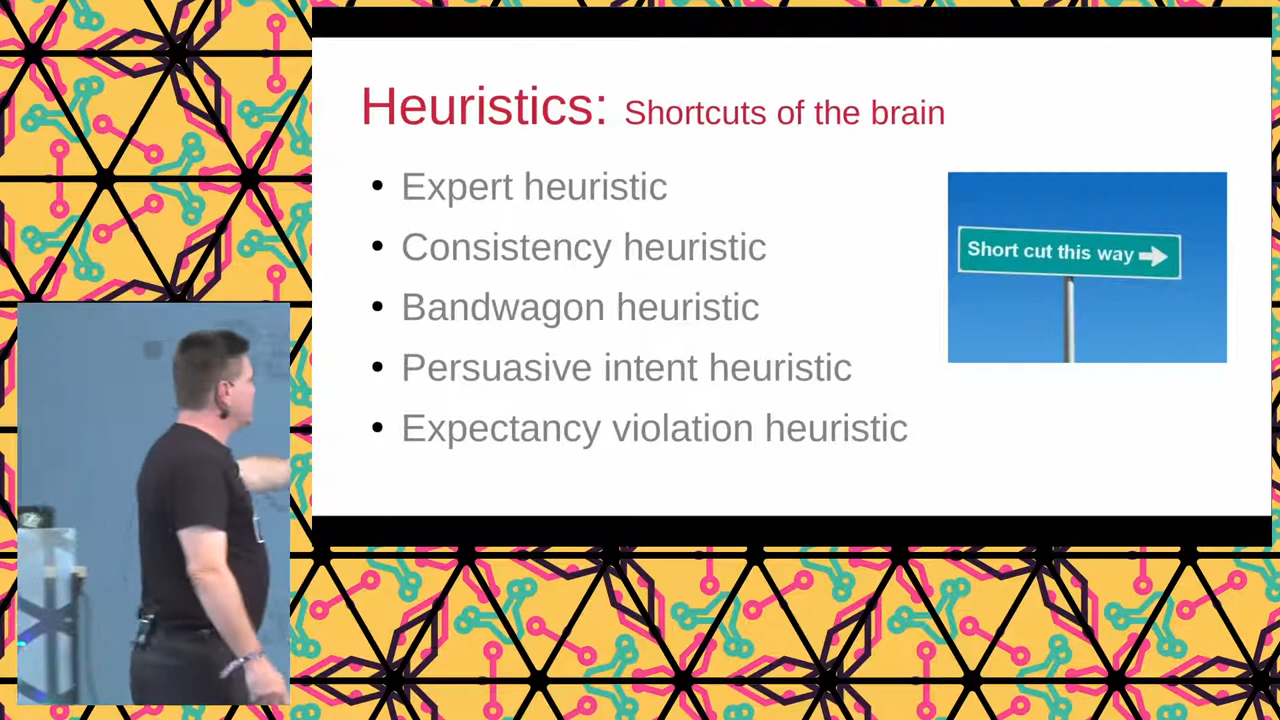 Heuristics: Shortcuts of the brain
• Expert heuristic
• Consistency heuristic
• Bandwagon heuristic
• Persuasive intent heuristic
• Expectancy violation heuristic
Short cut this way